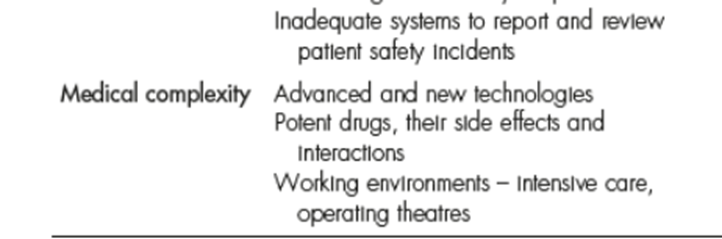 Inadequate systems to report and review
patient safety incidents
Medical complexity Advanced and new technologies
Potent drugs, their side effects and
interactions
Working environments – intensive care,
operating theatres